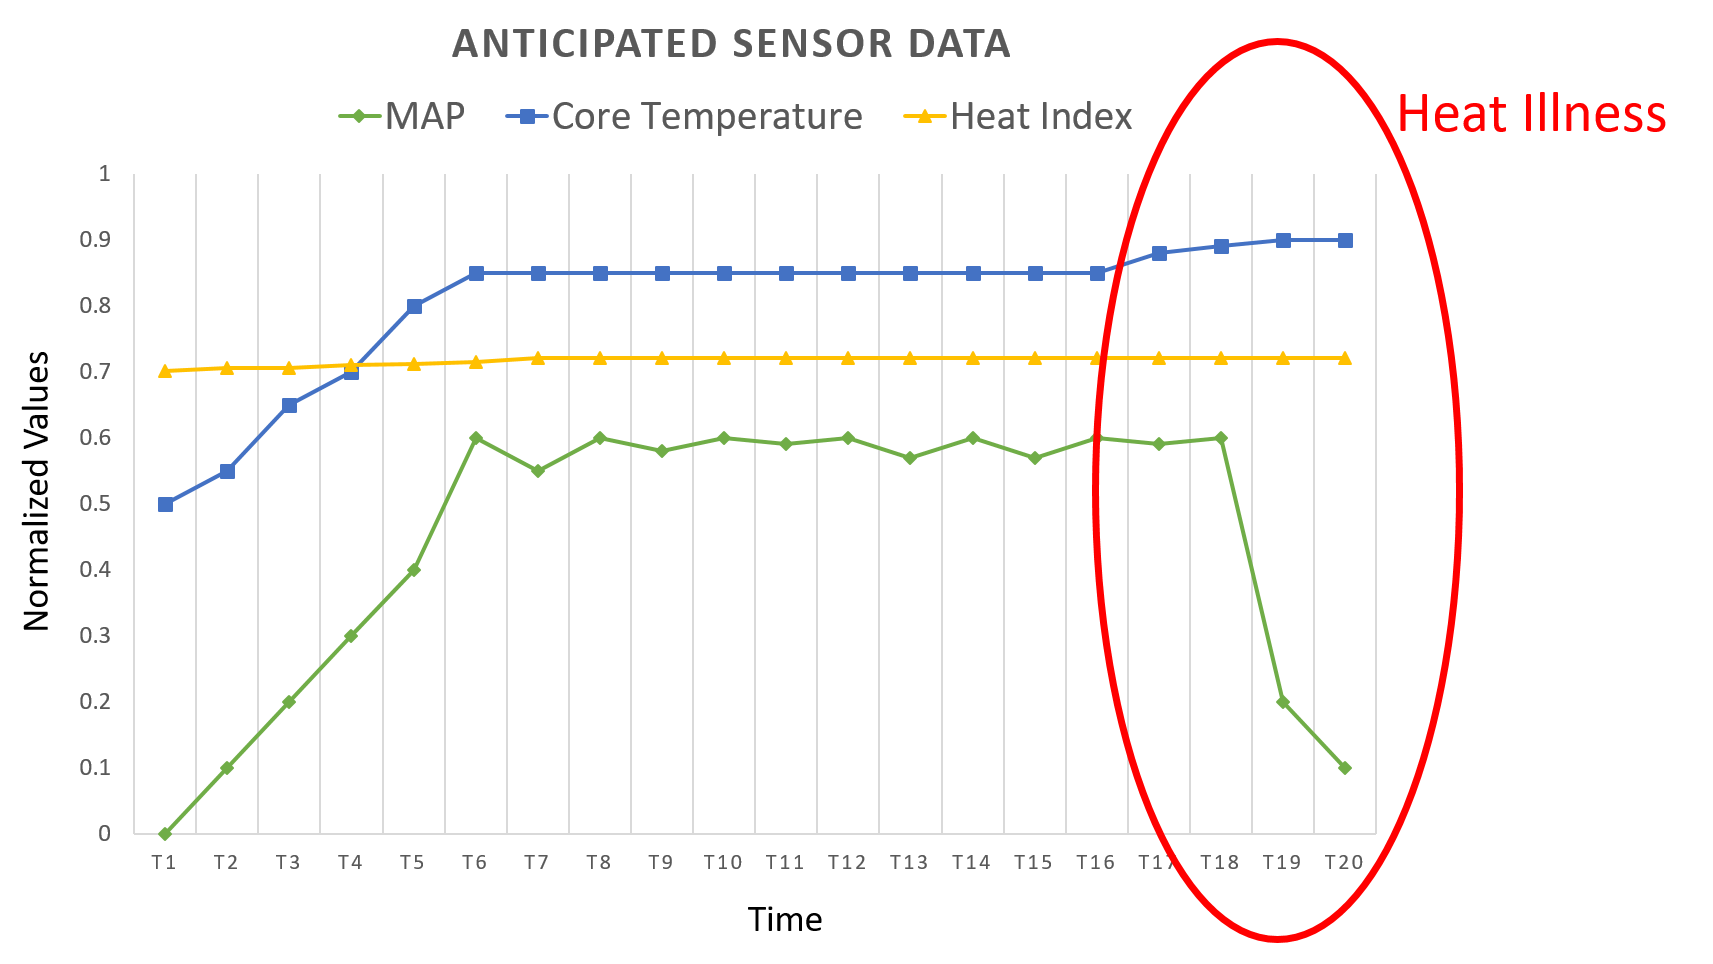 ANTICIPATED SENSOR DATA
MAP Core Temperature Heat Index
Heat Illness
1
0.9
0.8
0.7
0.6
0.5
0.4
0.3
0.2
0.1
0
Normalized Values
T1 T2 T3 T4 T5 T6 T7 T8 T9 T10 T11 T12 T13 T14 T15 T16 T17 T18 T19 T20
Time